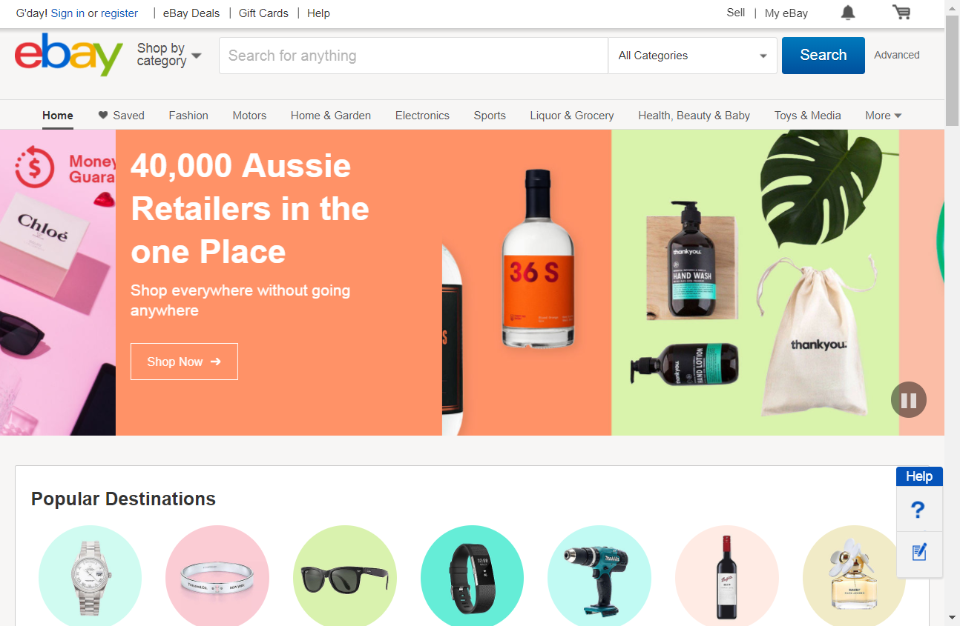 G'day! Sign in or register | eBay Deals | Gift Cards | Help Sell | My eBay
ebay
Shop by
category
Search for anything
All Categories
Search
Advanced
Home Saved Fashion Motors Home & Garden Electronics Sports Liquor & Grocery Health, Beauty & Baby Toys & Media More
Money
Guara
Chloé
40,000 Aussie
Retailers in the
one Place
Shop everywhere without going
anywhere
Shop Now →
36 S
thankyou.
HAND WASH
thankyou.
HAND LOTION
thankyou.
Help
?
Popular Destinations